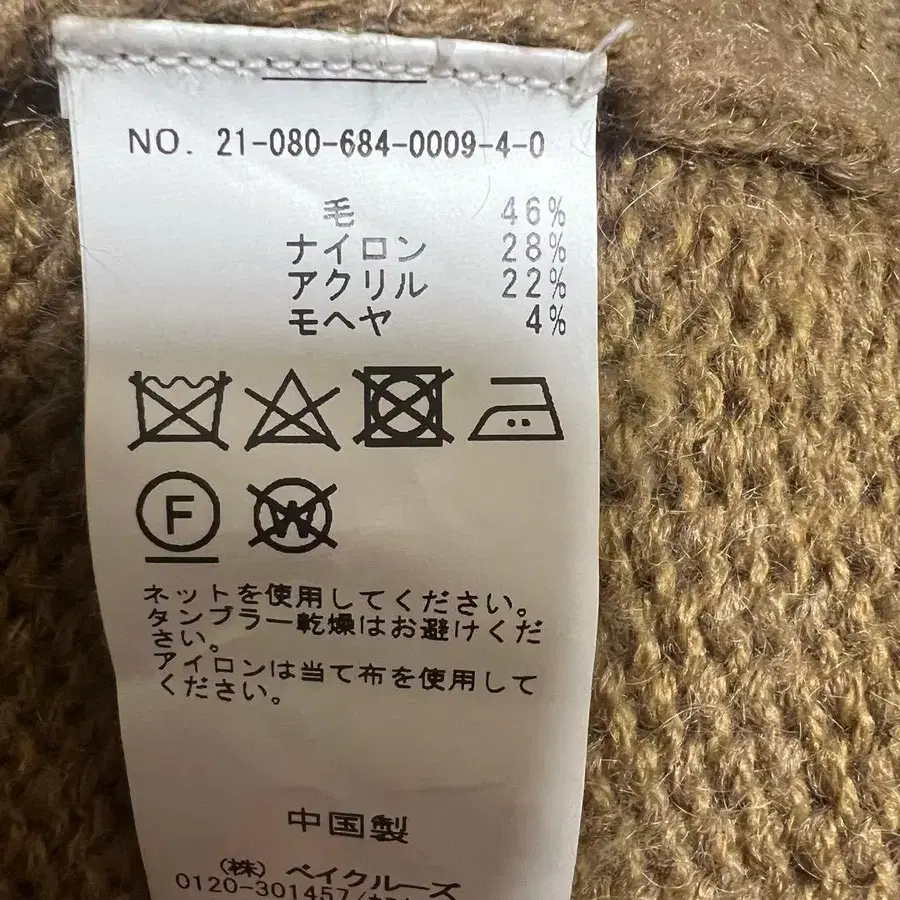 NO. 21-080-684-0009-4-0
毛 46%
ナイロン 28%
アクリル 22%
モヘヤ 4%
F
W
ネットを使用してください。
タンブラー乾燥はお避けくだ
さい。
アイロンは当て布を使用して
ください。
中国製
(株) ベイクルーズ
0120-301457